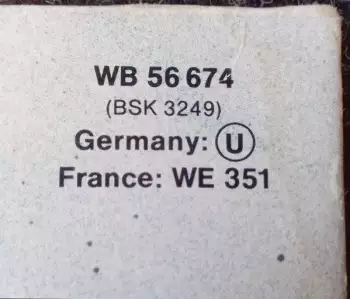 WB 56 674
(BSK 3249)
Germany: Ⓤ
France: WE 351